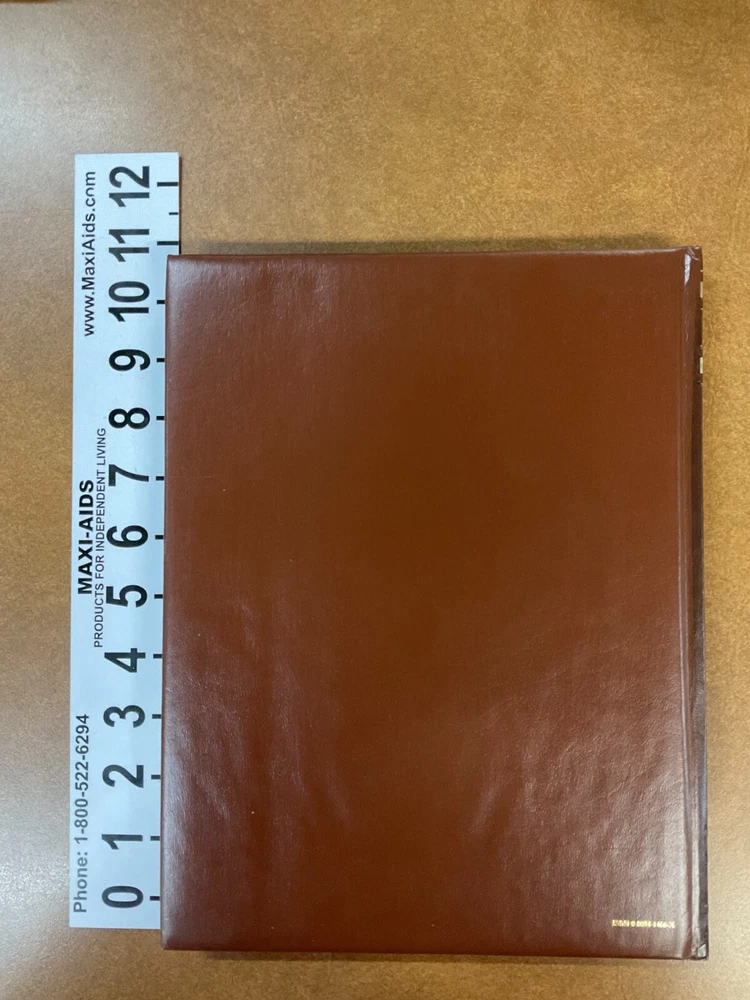 www.MaxiAids.com
MAXI-AIDS
PRODUCTS FOR INDEPENDENT LIVING
Phone: 1-800-522-6294
0 1 2 3 4 5 6 7 8 9 10 11 12